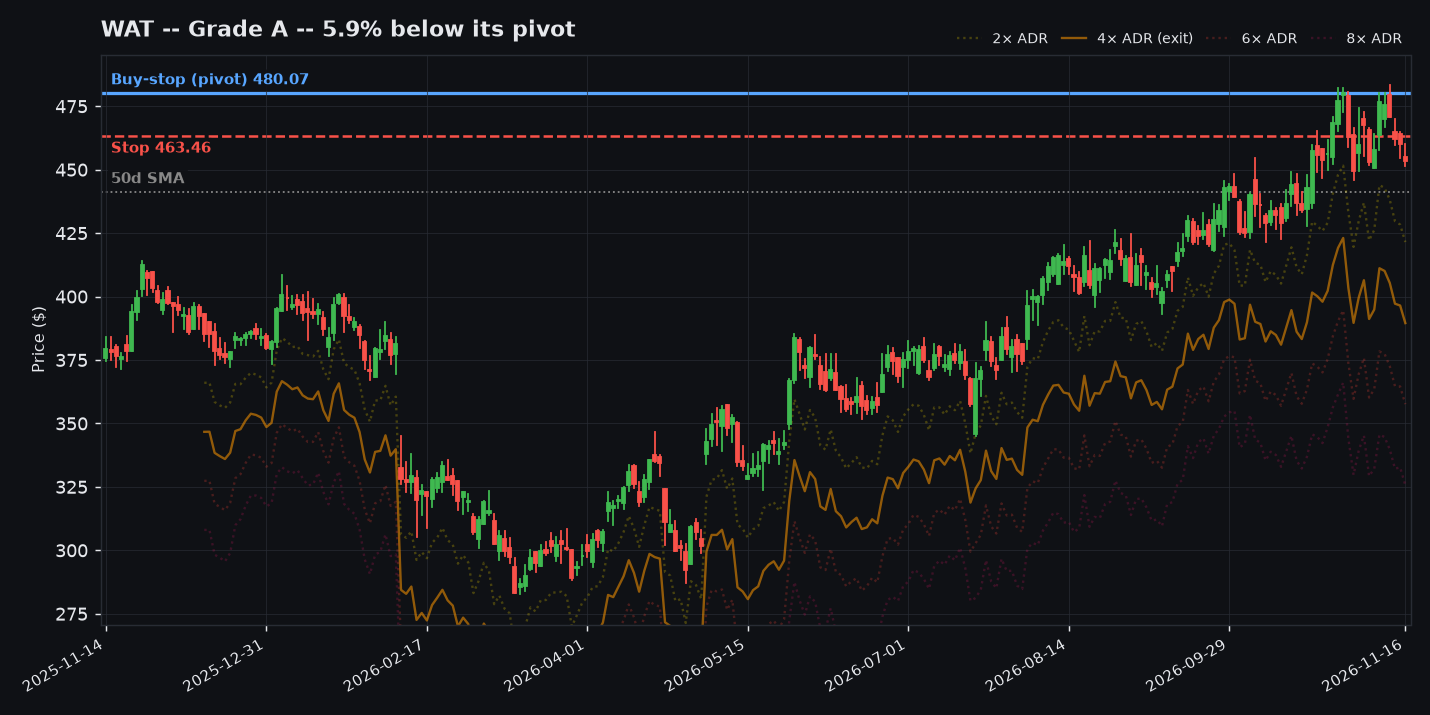 WAT -- Grade A -- 5.9% below its pivot
2× ADR
4× ADR (exit)
6× ADR
8× ADR
Buy-stop (pivot) 480.07
Stop 463.46
50d SMA
Price ($)
475
450
425
400
375
350
325
300
275
2025-11-14
2025-12-31
2026-02-17
2026-04-01
2026-05-15
2026-07-01
2026-08-14
2026-09-29
2026-11-16